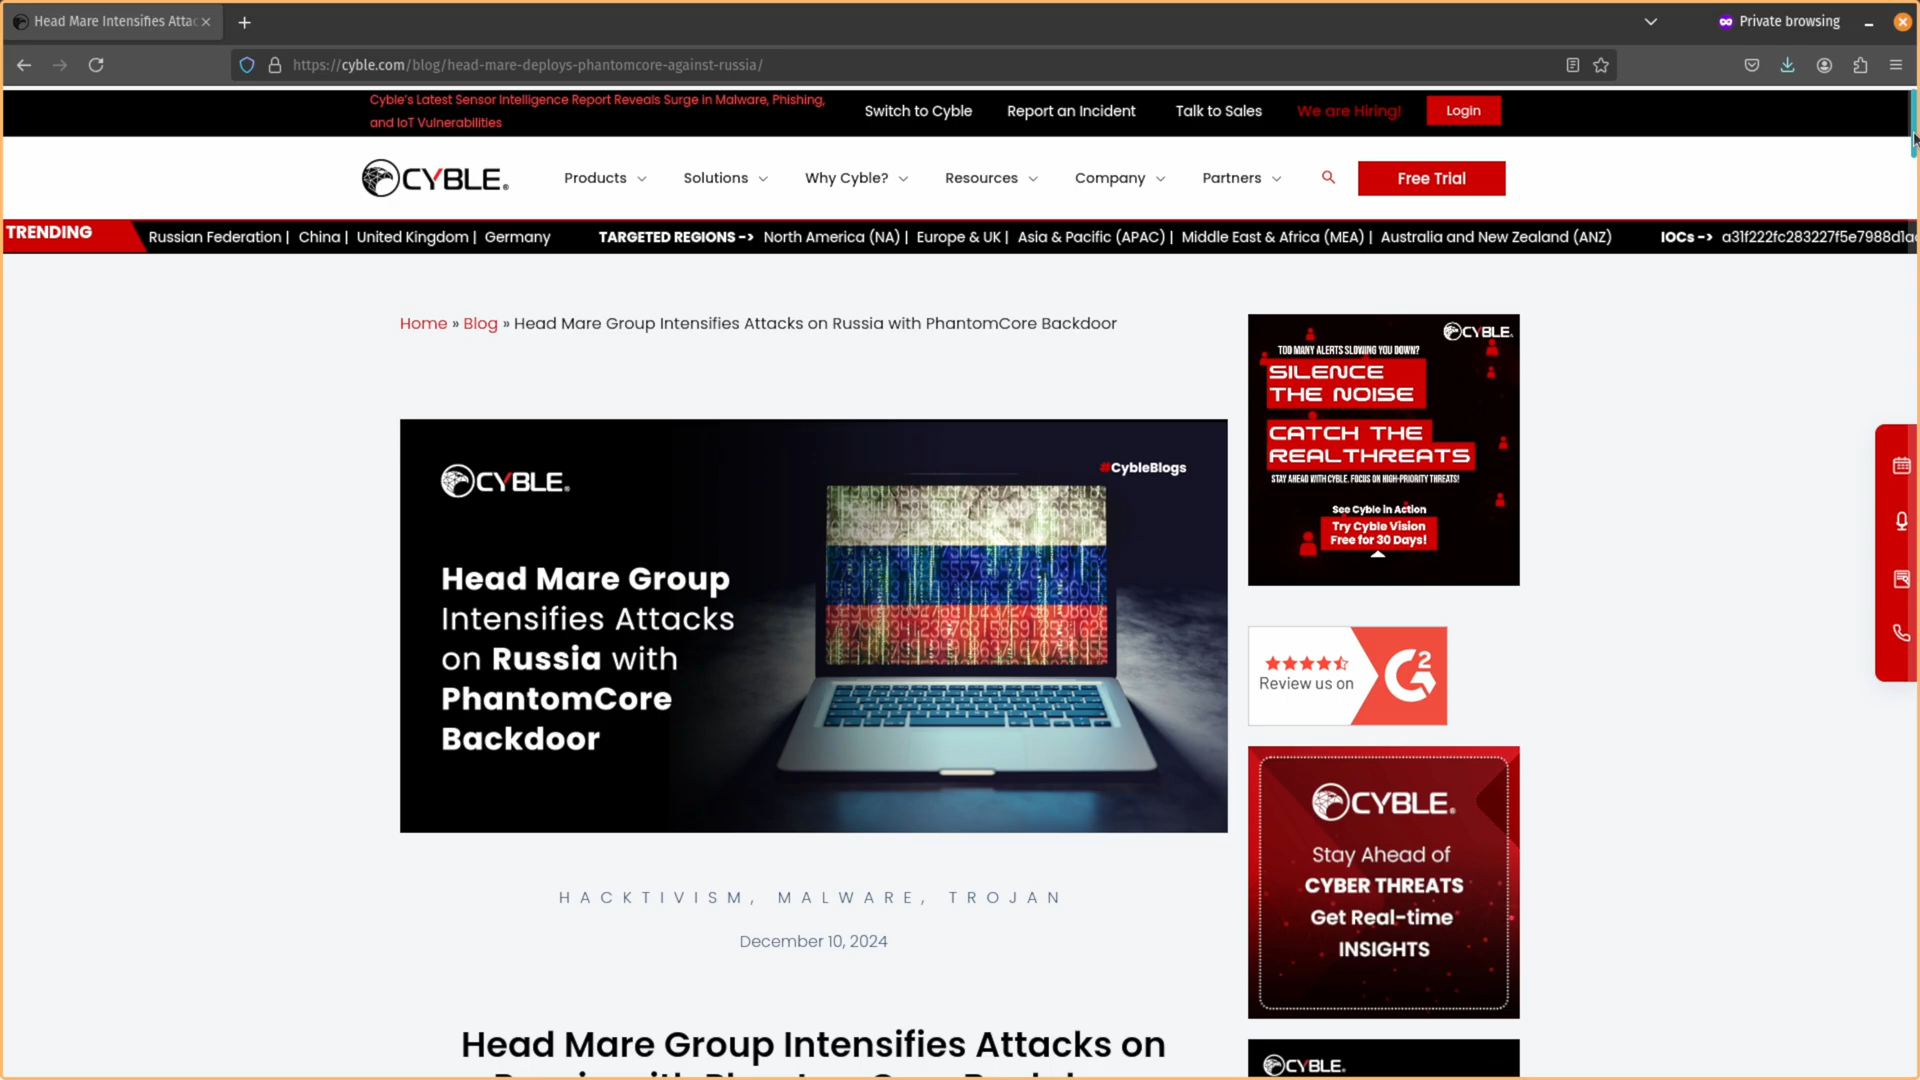 Head Mare Intensifies Attac
Private browsing
https://cyble.com/blog/head-mare-deploys-phantomcore-against-russia/
Cyble's Latest Sensor Intelligence Report Reveals Surge in Malware, Phishing,
and IoT Vulnerabilities
Switch to Cyble
Report an Incident
Talk to Sales
We are Hiring!
Login
CYBLE
Products
Solutions
Why Cyble?
Resources
Company
Partners
Free Trial
TRENDING
Russian Federation | China | United Kingdom | Germany
TARGETED REGIONS -> North America (NA) | Europe & UK | Asia & Pacific (APAC) | Middle East & Africa (MEA) | Australia and New Zealand (ANZ)
IOCs -> a31f222fc283227f5e7988d1a
Home » Blog » Head Mare Group Intensifies Attacks on Russia with PhantomCore Backdoor
CYBLE
#CybleBlogs
Head Mare Group
Intensifies Attacks
on Russia with
PhantomCore
Backdoor
HACKTIVISM, MALWARE, TROJAN
December 10, 2024
Head Mare Group Intensifies Attacks on
CYBLE
TOO MANY ALERTS SLOWING YOU DOWN?
SILENCE
THE NOISE
CATCH THE
REALTHREATS
STAY AHEAD WITH CYBLE. FOCUS ON HIGH-PRIORITY THREATS!
See Cyble in Action
Try Cyble Vision
Free for 30 Days!
Review us on
G2
CYBLE
Stay Ahead of
CYBER THREATS
Get Real-time
INSIGHTS
CYBLE